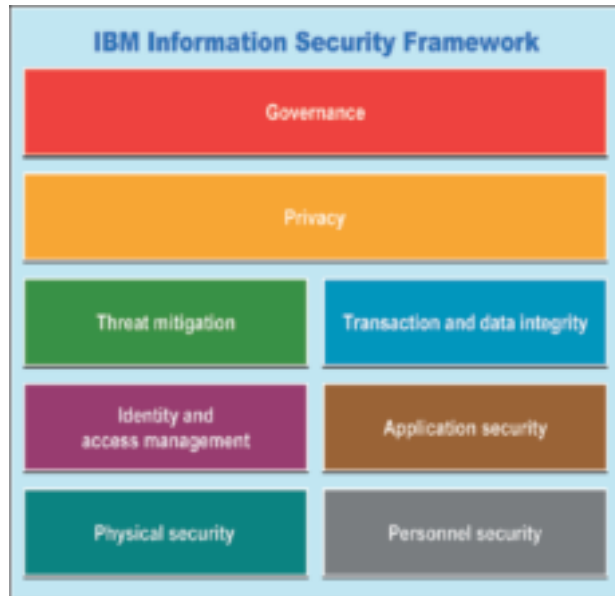 IBM Information Security Framework
Governance
Privacy
Threat mitigation
Transaction and data integrity
Identity and
access management
Application security
Physical security
Personnel security